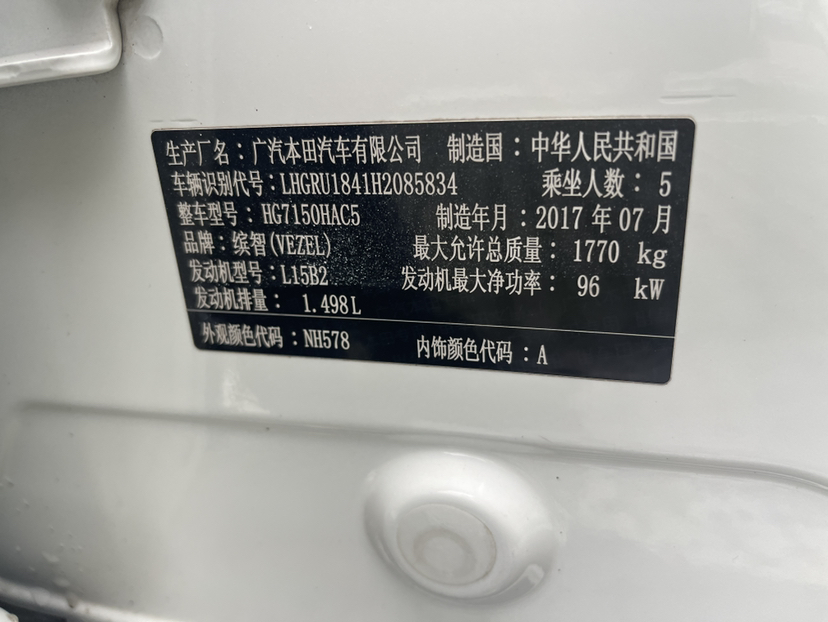 生产厂名：广汽本田汽车有限公司 制造国：中华人民共和国
车辆识别代号：LHGRU1841H2085834 乘坐人数：5
整车型号：HG7150HAC5 制造年月：2017 年 07 月
品牌：缤智(VEZEL) 最大允许总质量：1770 kg
发动机型号：L15B2 发动机最大净功率：96 kW
发动机排量：1.498L
外观颜色代码：NH578 内饰颜色代码：A